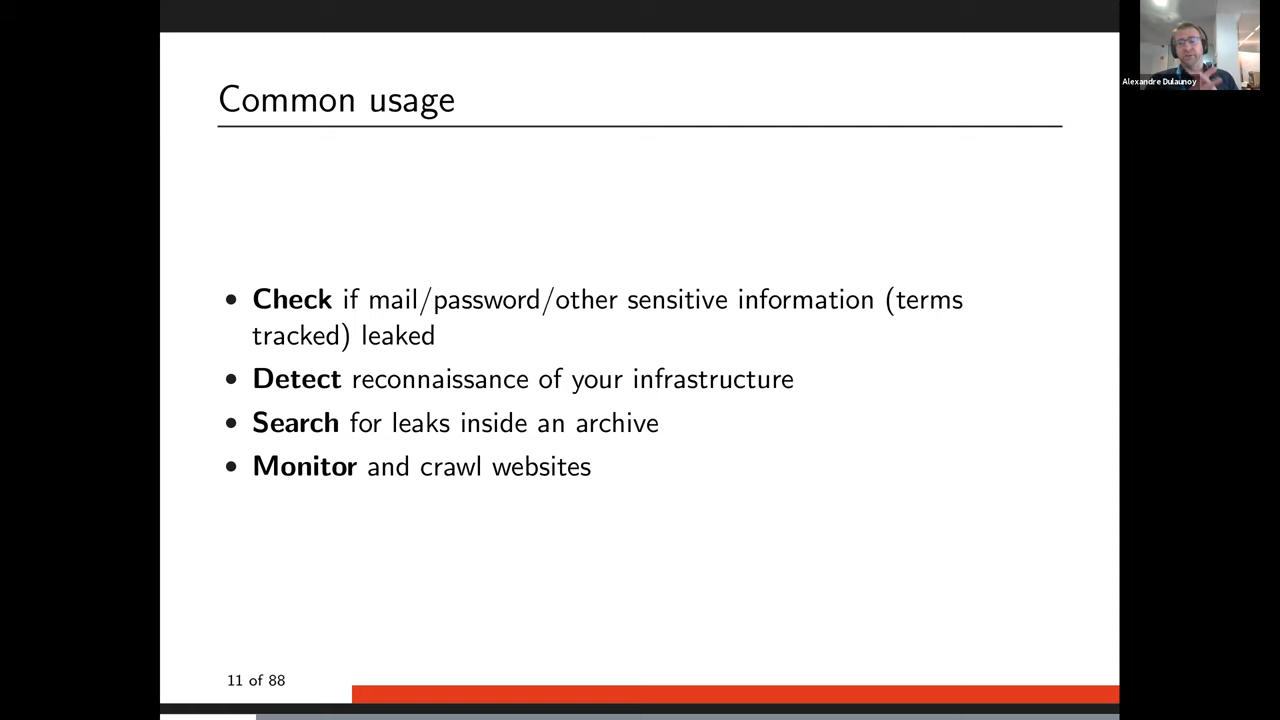 Common usage
• Check if mail/password/other sensitive information (terms
tracked) leaked
• Detect reconnaissance of your infrastructure
• Search for leaks inside an archive
• Monitor and crawl websites
11 of 88
Alexandre Dulaunoy